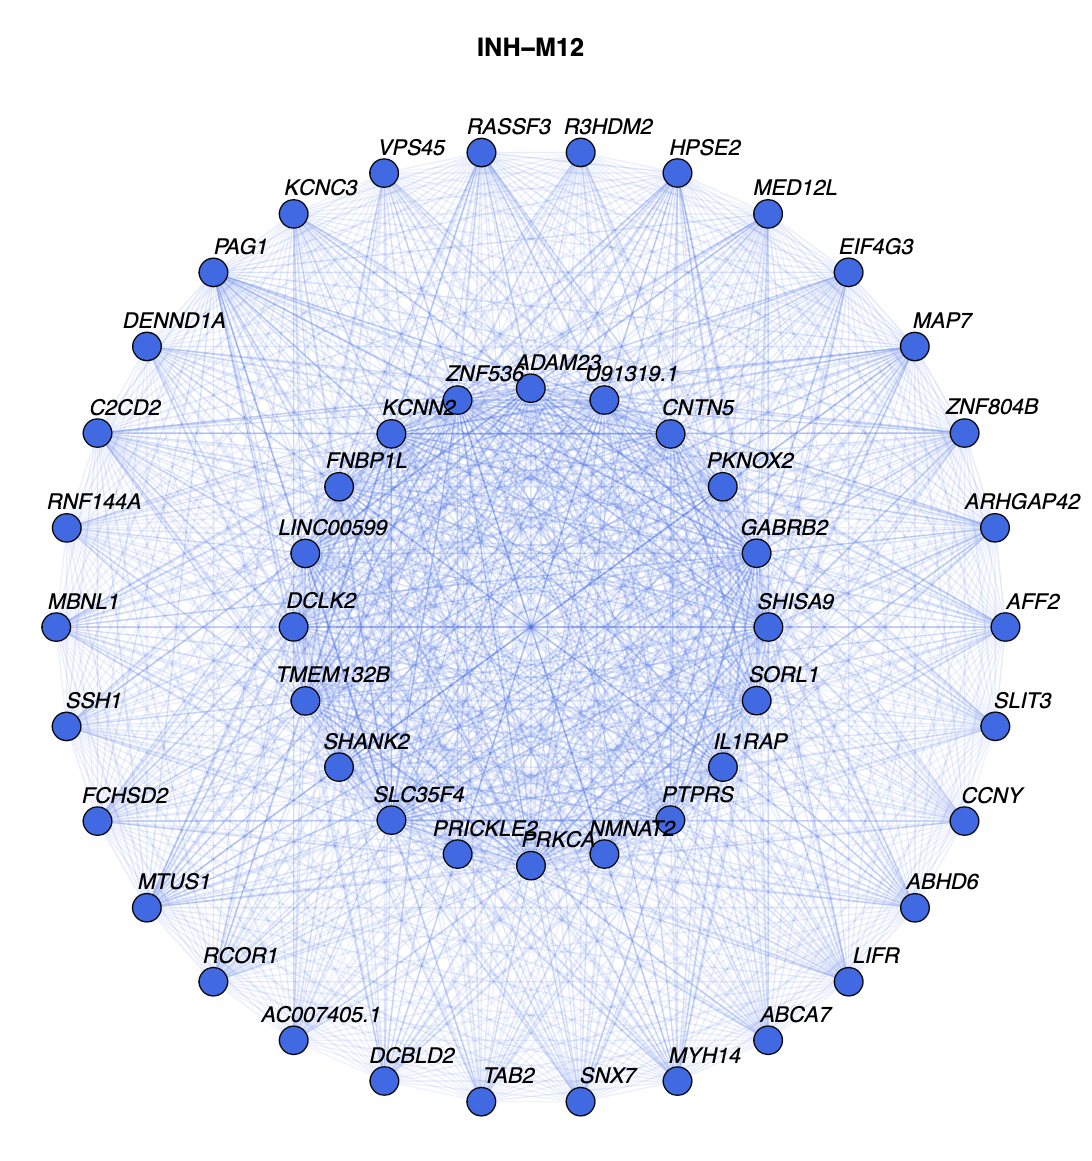 INH–M12
RASSF3
R3HDM2
VPS45
HPSE2
KCNC3
MED12L
PAG1
EIF4G3
DENND1A
MAP7
ADAM23
ZNF536
U91319.1
C2CD2
KCNN2
CNTN5
ZNF804B
FNBP1L
PKNOX2
RNF144A
ARHGAP42
LINC00599
GABRB2
MBNL1
DCLK2
SHISA9
AFF2
TMEM132B
SORL1
SSH1
SLIT3
SHANK2
IL1RAP
FCHSD2
SLC35F4
PTPRS
CCNY
PRICKLE2
NMNAT2
PRKCA
MTUS1
ABHD6
RCOR1
LIFR
AC007405.1
ABCA7
DCBLD2
MYH14
TAB2
SNX7